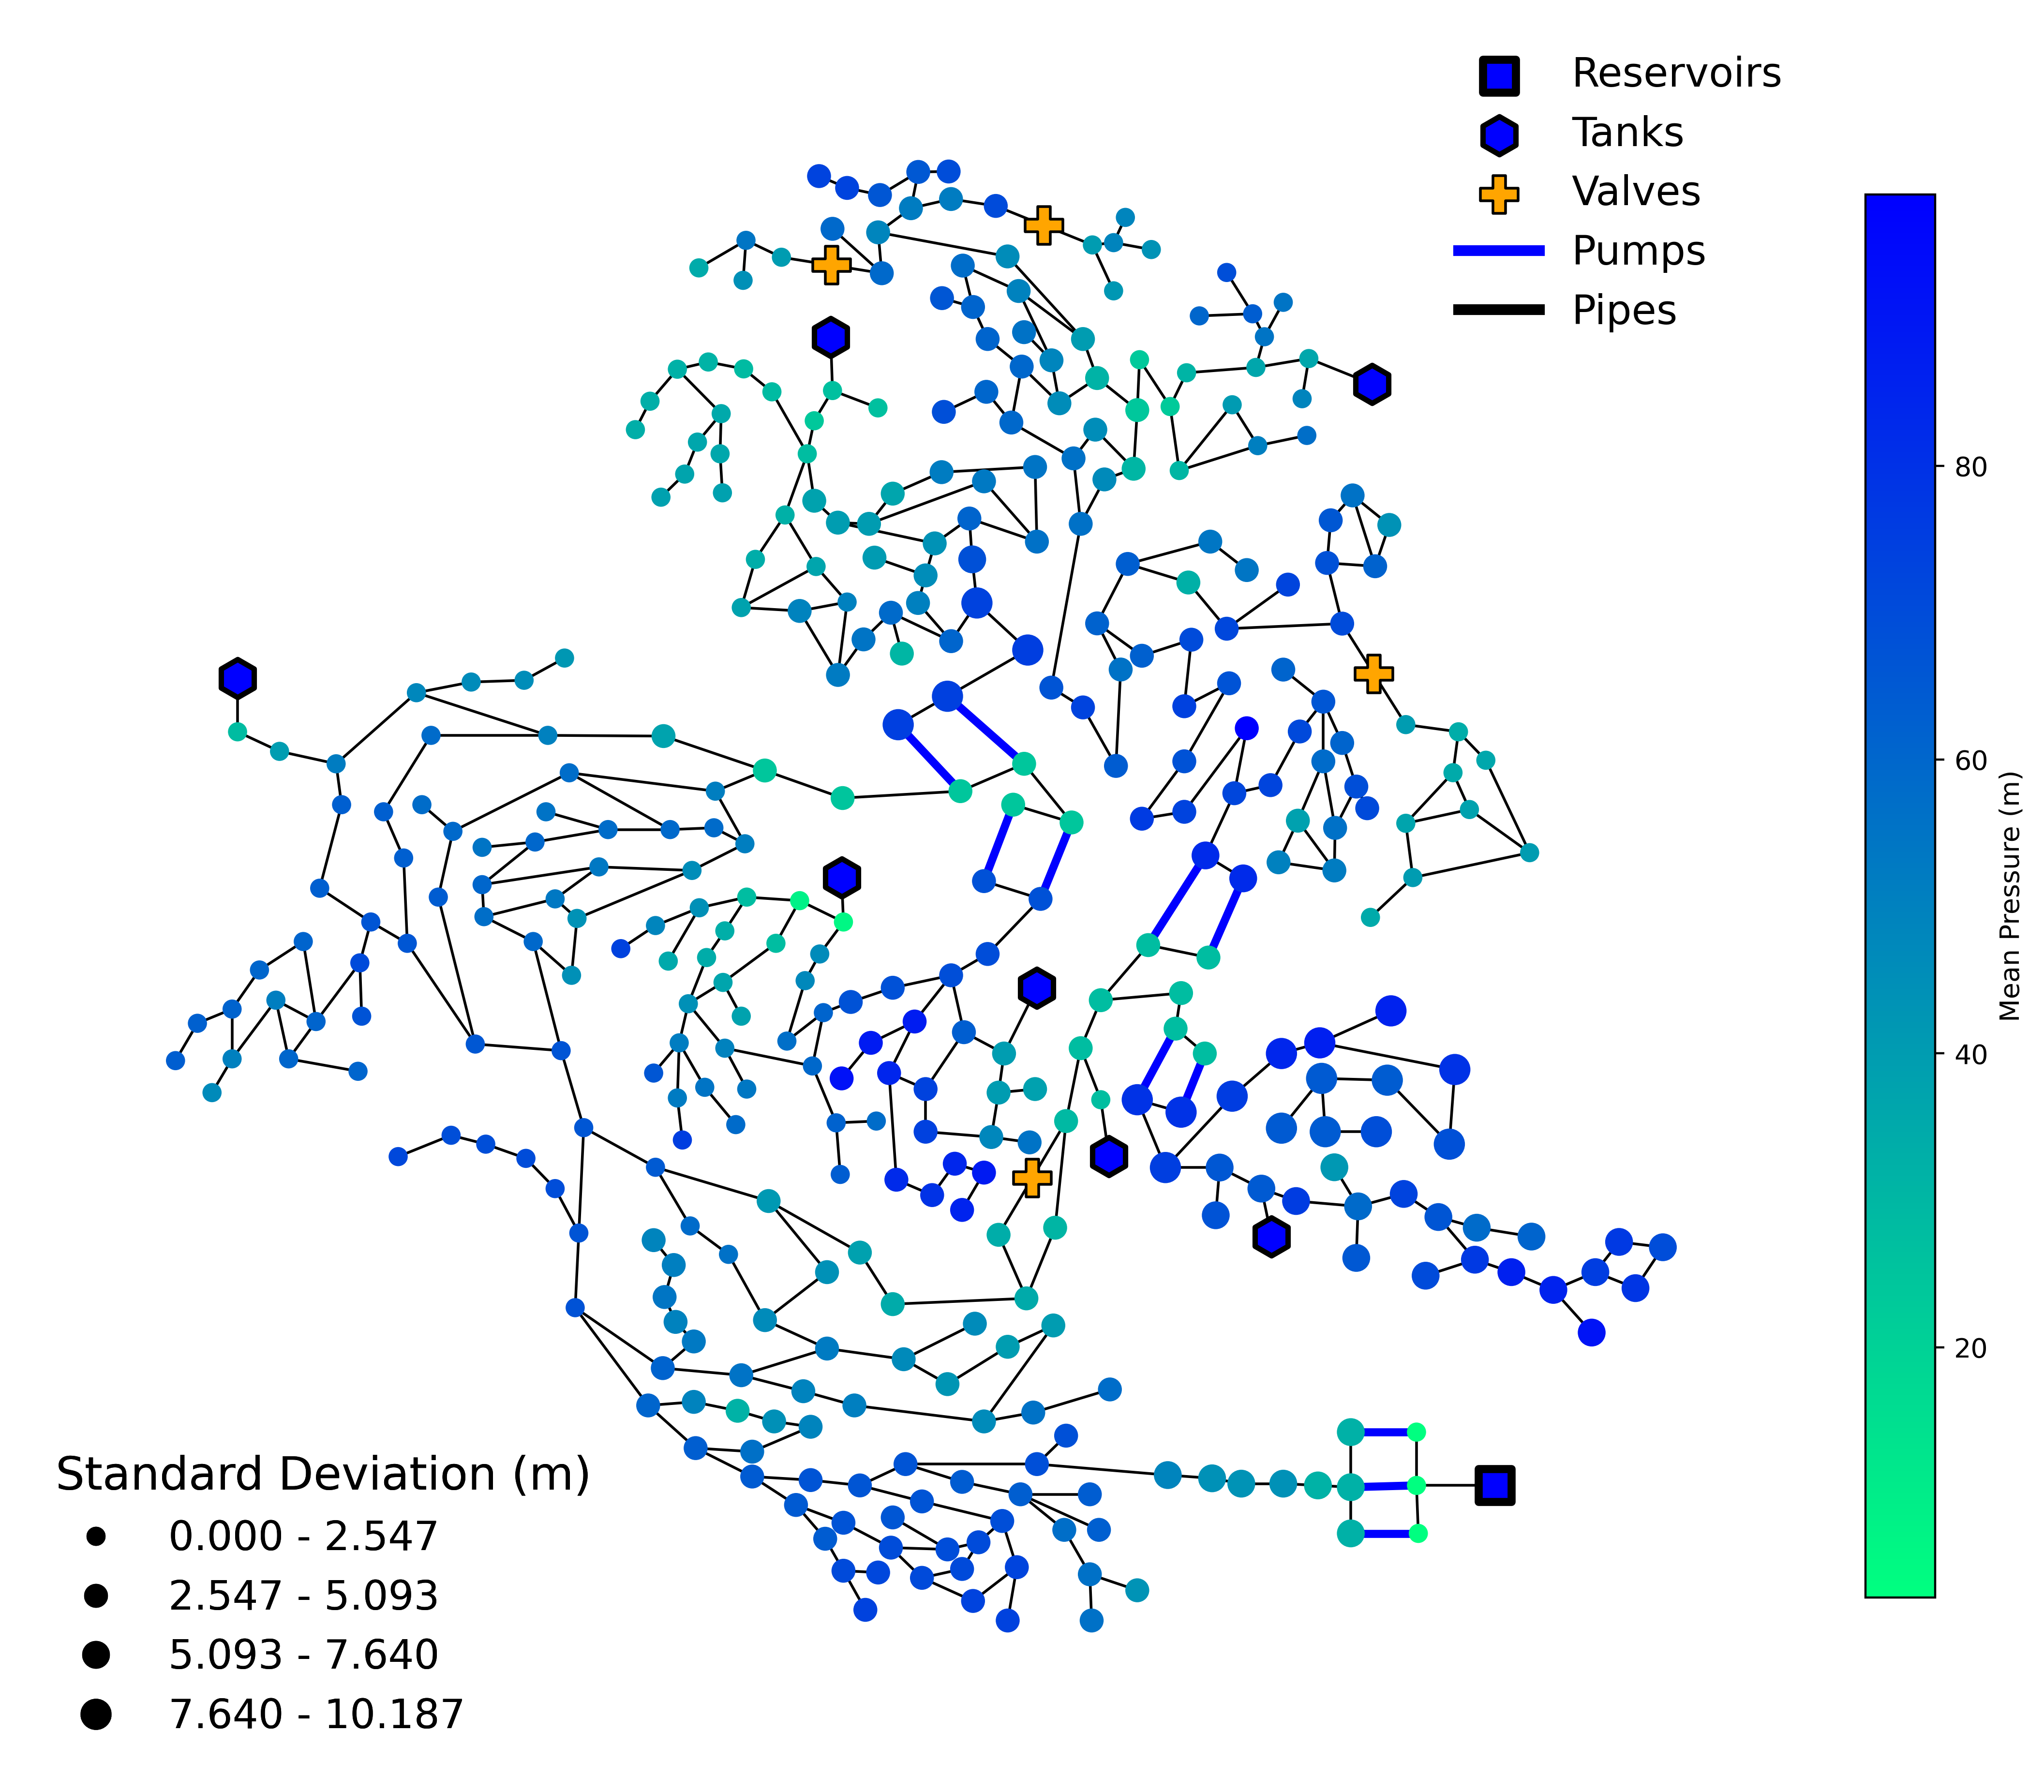 Reservoirs
Tanks
Valves
Pumps
Pipes
80
60
40
20
Mean Pressure (m)
Standard Deviation (m)
0.000 - 2.547
2.547 - 5.093
5.093 - 7.640
7.640 - 10.187